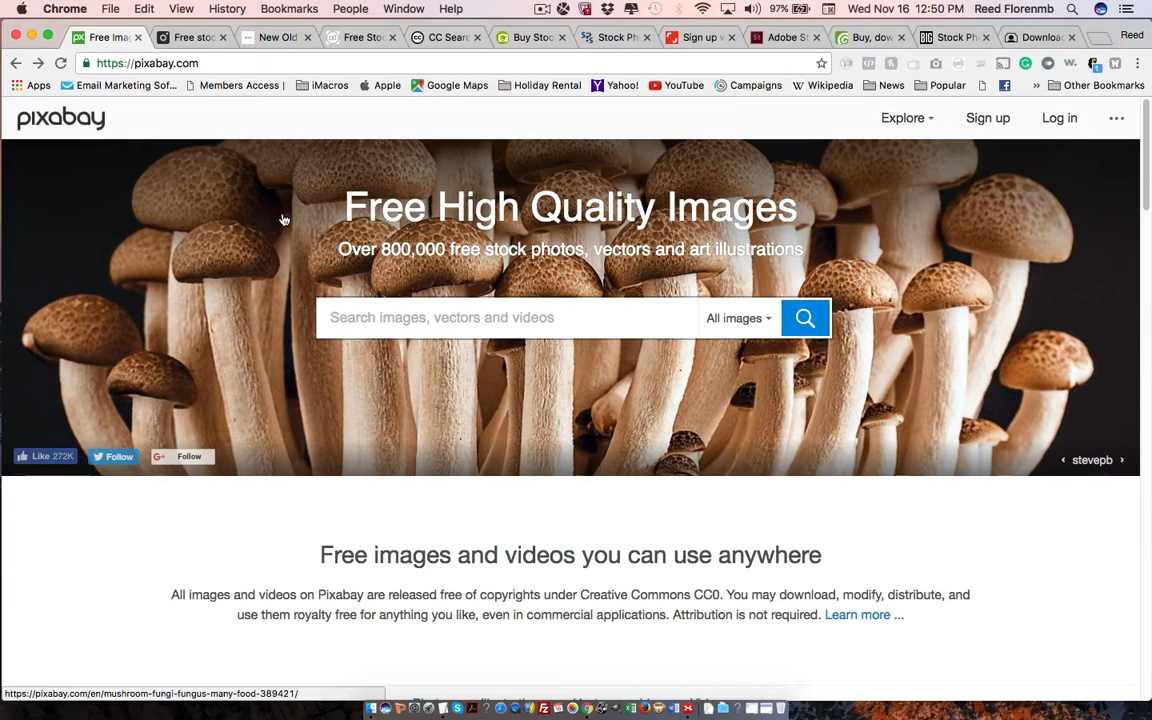 Chrome File Edit View History Bookmarks People Window Help 97% Wed Nov 16 12:50 PM Reed Florenmb
Free Ima Free stoc New Old Free Stoc CC Searc Buy Stoc Stock Ph Sign up w Adobe St Buy, dow Stock Ph Downloa Reed
https://pixabay.com
Apps Email Marketing Sof... Members Access | iMacros Apple Google Maps Holiday Rental Yahoo! YouTube Campaigns Wikipedia News Popular » Other Bookmarks
pixabay Explore Sign up Log in
Free High Quality Images
Over 800,000 free stock photos, vectors and art illustrations
Search images, vectors and videos All images
Like 272K Follow G+ Follow ‹ stevepb ›
Free images and videos you can use anywhere
All images and videos on Pixabay are released free of copyrights under Creative Commons CC0. You may download, modify, distribute, and
use them royalty free for anything you like, even in commercial applications. Attribution is not required. Learn more ...
https://pixabay.com/en/mushroom-fungi-fungus-many-food-389421/